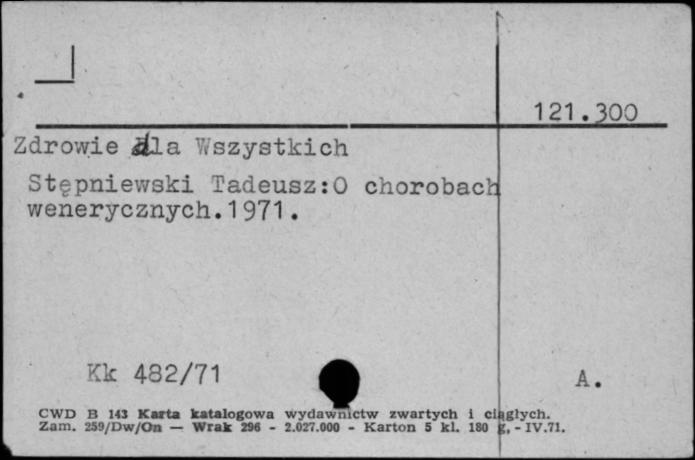 121.300
Zdrowie dla Wszystkich
Stępniewski Tadeusz:O chorobach
wenerycznych.1971.
Kk 482/71
A.
CWD B 143 Karta katalogowa wydawnictw zwartych i ciągłych.
Zam. 259/Dw/On — Wrak 296 - 2.027.000 - Karton 5 kl. 180 g, - IV.71.